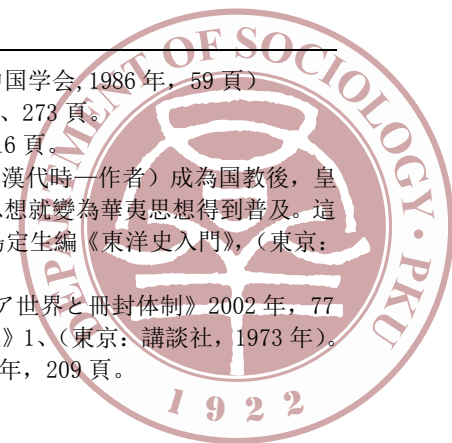 中国学会,1986 年，59 頁）
、273 頁。
16 頁。
漢代時—作者）成為国教後，皇
思想就變為華夷思想得到普及。這
定生編《東洋史入門》，（東京：
ア世界と冊封体制》2002 年，77
》1、（東京：講談社，1973 年）。
年，209 頁。
DEPARTMENT OF SOCIOLOGY · PKU
1922